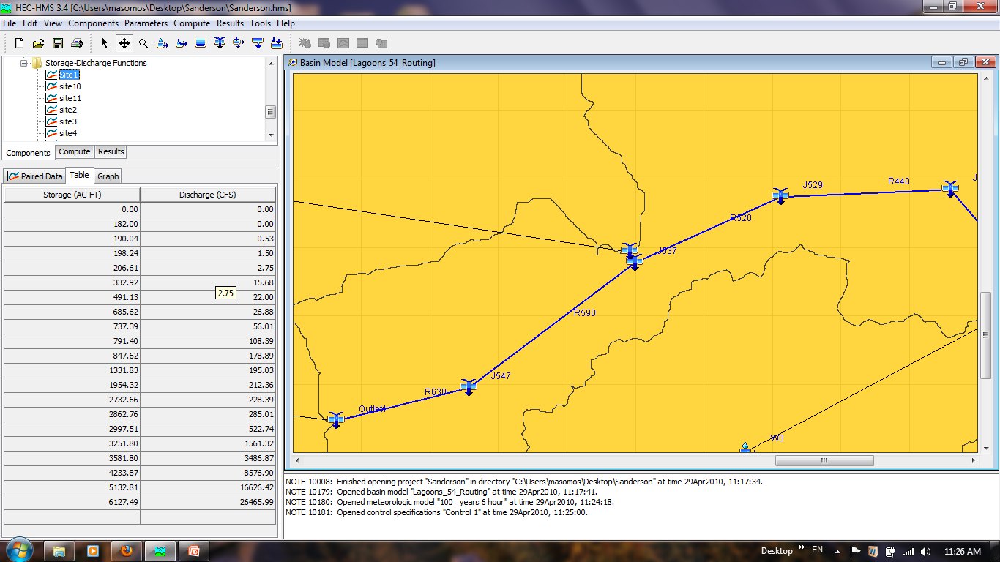 HEC-HMS 3.4 [C:\Users\masomos\Desktop\Sanderson\Sanderson.hms]
File Edit View Components Parameters Compute Results Tools Help
Storage-Discharge Functions
Site1
site10
site11
site2
site3
site4
Components Compute Results
Paired Data Table Graph
Storage (AC-FT) Discharge (CFS)
0.00 0.00
182.00 0.00
190.04 0.53
198.24 1.50
206.61 2.75
332.92 15.68
2.75
491.13 22.00
685.62 26.88
737.39 56.01
791.40 108.39
847.62 178.89
1331.83 195.03
1954.32 212.36
2732.66 228.39
2862.76 285.01
2997.51 522.74
3251.80 1561.32
3581.80 3486.87
4233.87 8576.90
5132.81 16626.42
6127.49 26465.99
Basin Model [Lagoons_54_Routing]
J
R440
J529
R520
J537
R590
J547
R630
Outlet1
W3
NOTE 10008: Finished opening project "Sanderson" in directory "C:\Users\masomos\Desktop\Sanderson" at time 29Apr2010, 11:17:34.
NOTE 10179: Opened basin model "Lagoons_54_Routing" at time 29Apr2010, 11:17:41.
NOTE 10180: Opened meteorologic model "100_ years 6 hour" at time 29Apr2010, 11:24:18.
NOTE 10181: Opened control specifications "Control 1" at time 29Apr2010, 11:25:00.
Desktop » EN 11:26 AM